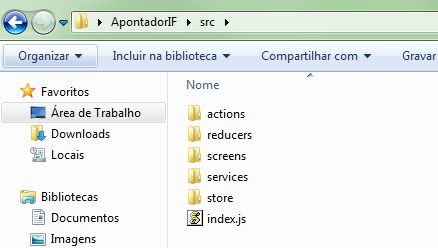 ApontadorIF src
Organizar Incluir na biblioteca Compartilhar com Gravar
Favoritos
Área de Trabalho
Downloads
Locais
Bibliotecas
Documentos
Imagens
Nome
actions
reducers
screens
services
store
index.js